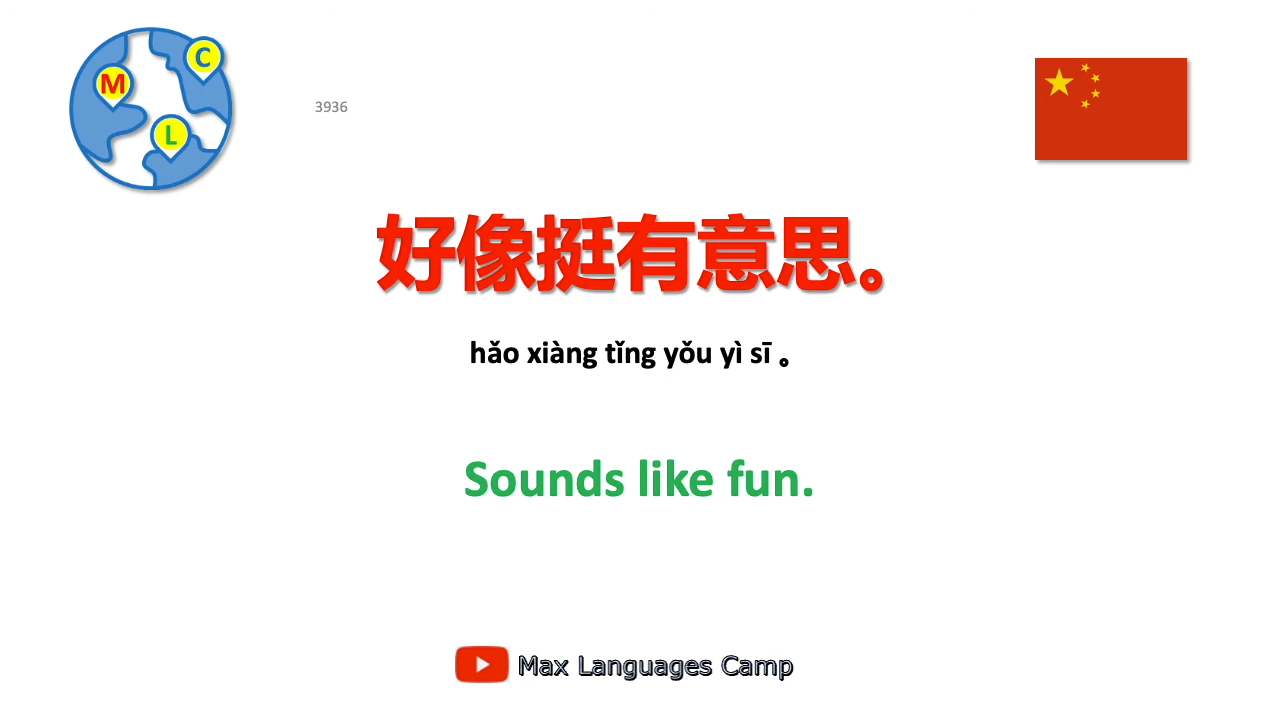 C
M
L
3936
好像挺有意思。
hǎo xiàng tǐng yǒu yì sī 。
Sounds like fun.
Max Languages Camp